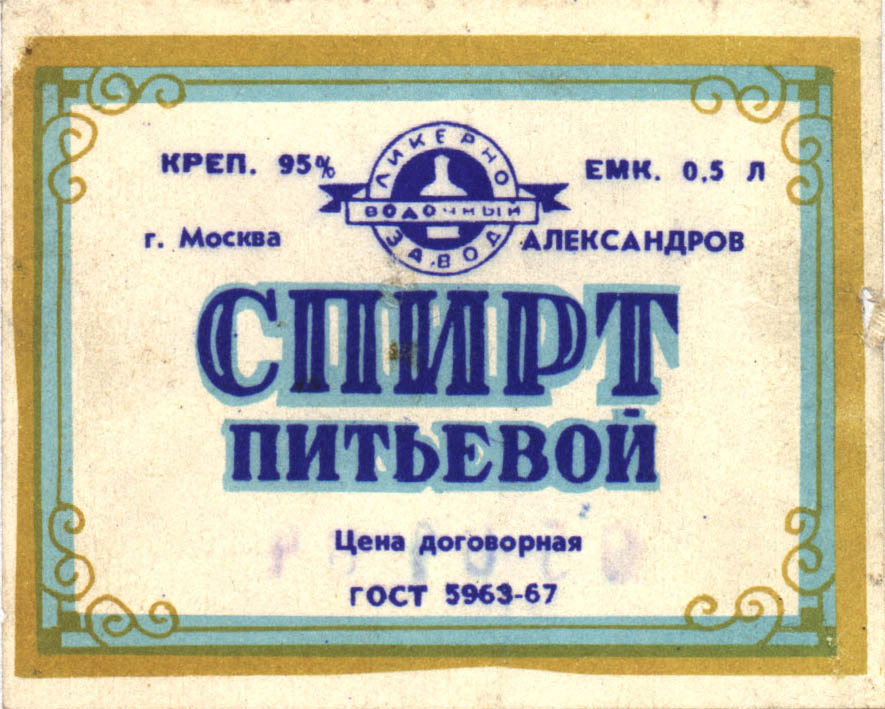 КРЕП. 95%
ЛИКЕРНО
ВОДОЧНЫЙ
ЗАВОД
ЕМК. 0,5 Л
г. Москва
АЛЕКСАНДРОВ
СПИРТ
ПИТЬЕВОЙ
Цена договорная
ГОСТ 5963-67